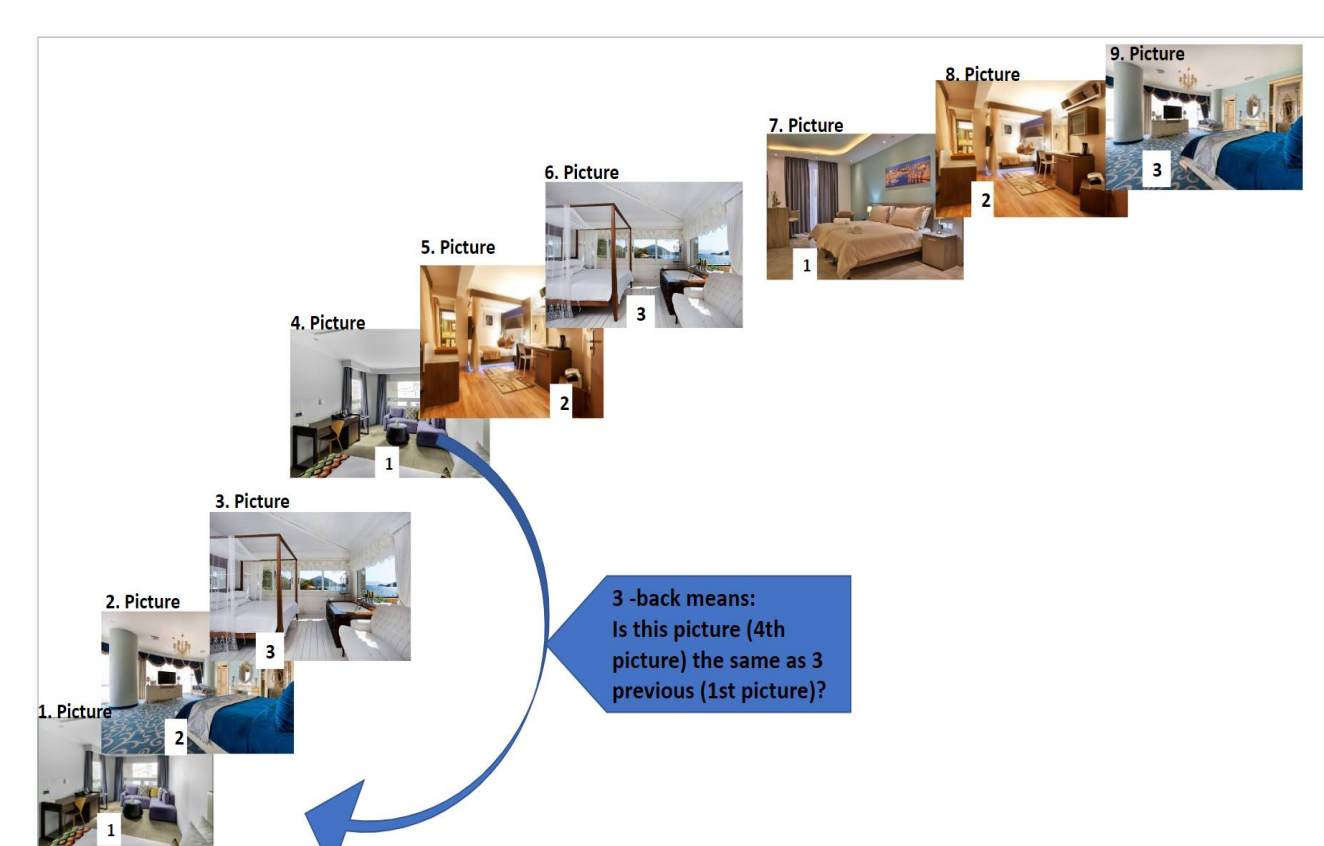 9. Picture
3
8. Picture
2
7. Picture
1
6. Picture
3
5. Picture
2
4. Picture
1
3. Picture
3
2. Picture
2
1. Picture
1
3 -back means:
Is this picture (4th
picture) the same as 3
previous (1st picture)?